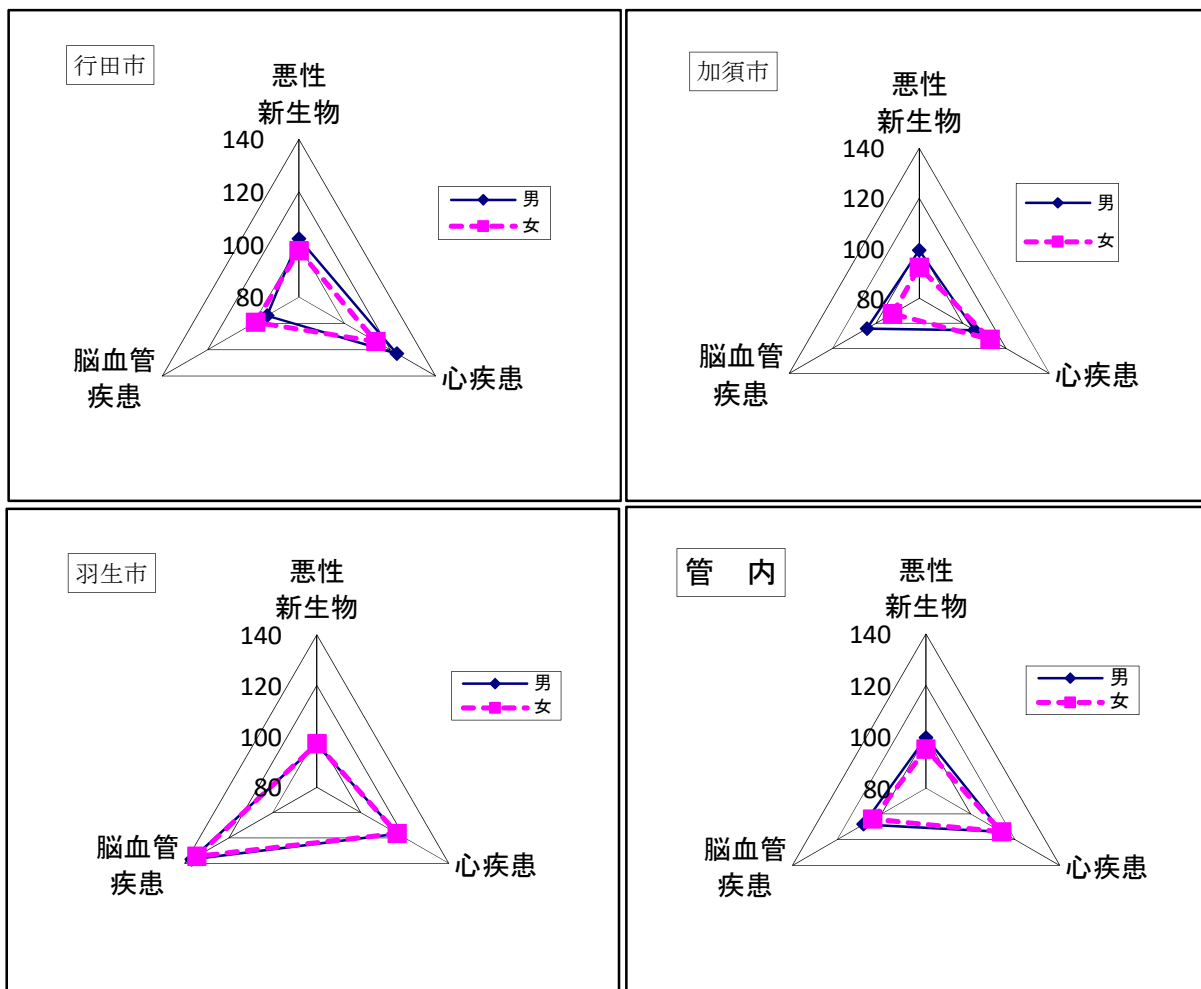 行田市
悪性
新生物
140
120
100
80
脳血管
疾患
心疾患
男
女
加須市
悪性
新生物
140
120
100
80
脳血管
疾患
心疾患
男
女
羽生市
悪性
新生物
140
120
100
80
脳血管
疾患
心疾患
男
女
管 内
悪性
新生物
140
120
100
80
脳血管
疾患
心疾患
男
女